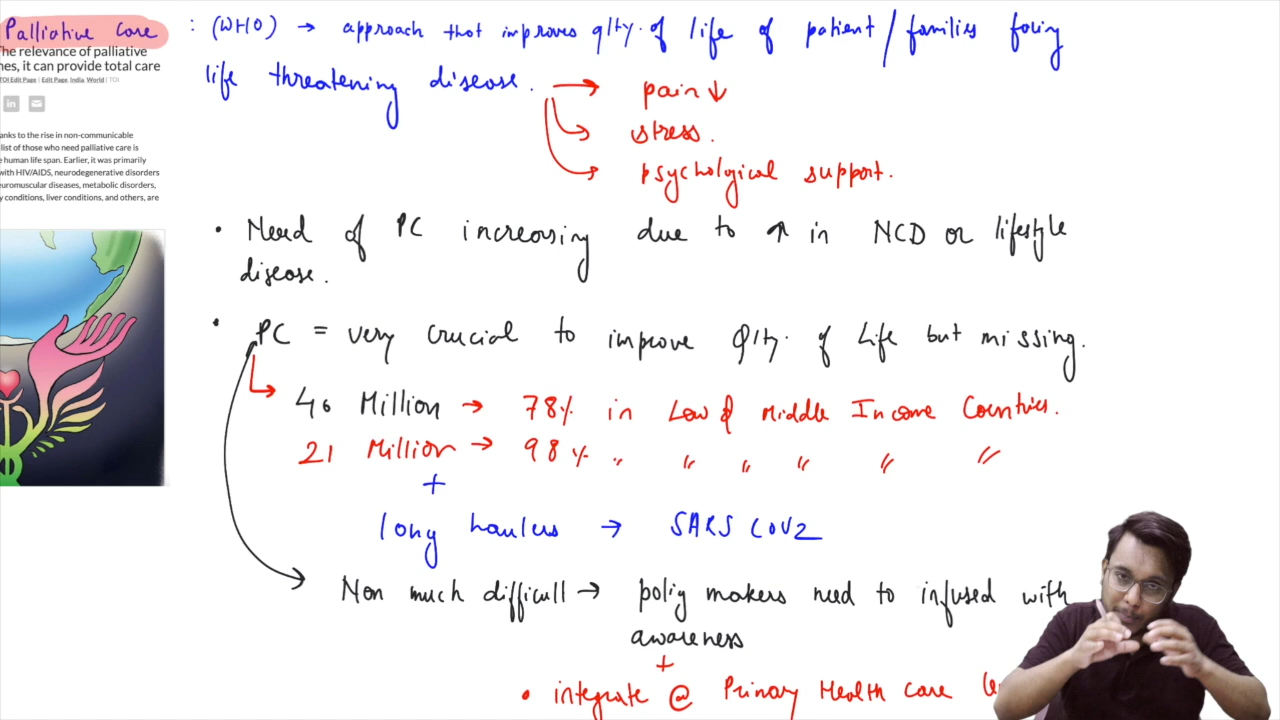 Palliative Care : (WHO) → approach that improves qlty. of life of patient / families facing
life threatening disease. → pain ↓
stress.
psychological support.
The relevance of palliative
nes, it can provide total care
TOI Edit Page | Edit Page, India, World | TOI
in
anks to the rise in non-communicable
list of those who need palliative care is
e human life span. Earlier, it was primarily
with HIV/AIDS, neurodegenerative disorders
euromuscular diseases, metabolic disorders,
y conditions, liver conditions, and others, are
• Need of PC increasing due to ↑ in NCD or lifestyle
disease.
• PC = very crucial to improve Qlty. of Life but missing.
40 Million → 78% in Low & Middle Income Countries.
21 Million → 98% " " " " " "
+
long haulers → SARS COV2
Non much difficult → policy makers need to infused with
awareness
+
• integrate @ Primary Health Care le